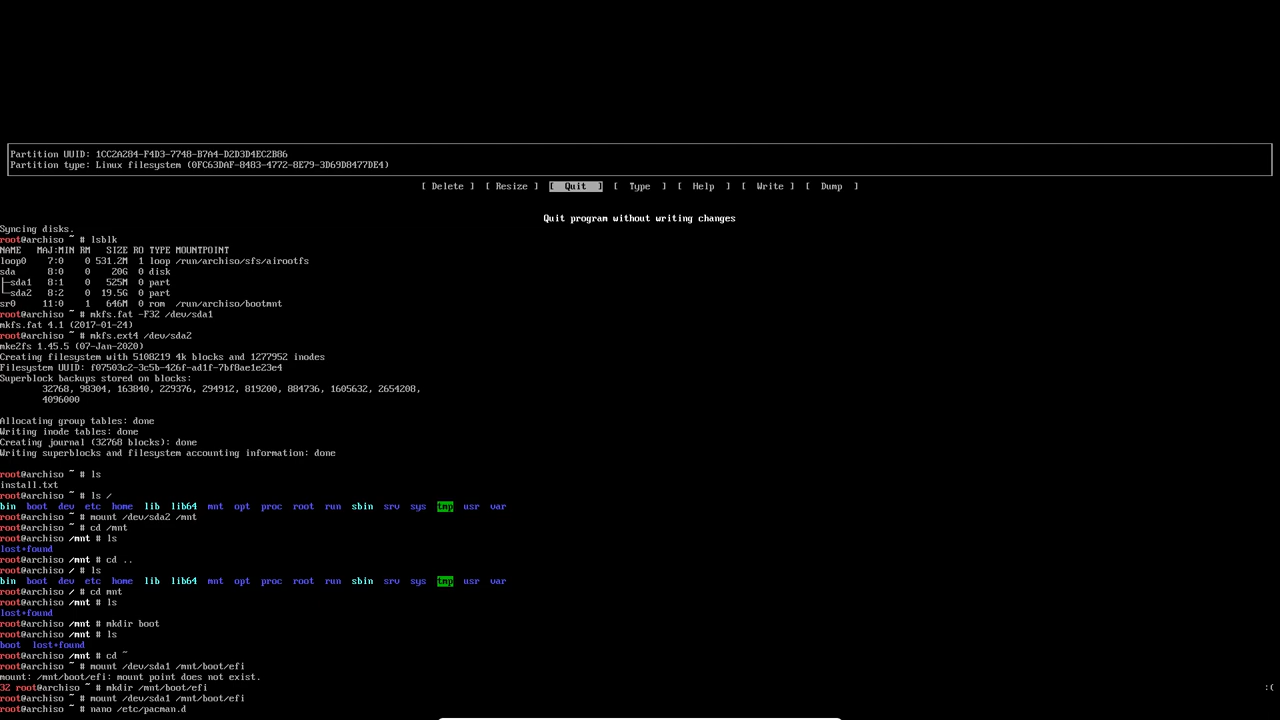 Partition UUID: 1CC2A284-F4D3-7748-B7A4-D2D3D4EC2B86
Partition type: Linux filesystem (0FC63DAF-8483-4772-8E79-3D69D8477DE4)
[ Delete ] [ Resize ] [ Quit ] [ Type ] [ Help ] [ Write ] [ Dump ]
Quit program without writing changes
Syncing disks.
root@archiso ~ # lsblk
NAME MAJ:MIN RM SIZE RO TYPE MOUNTPOINT
loop0 7:0 0 531.2M 1 loop /run/archiso/sfs/airootfs
sda 8:0 0 20G 0 disk
├─sda1 8:1 0 525M 0 part
└─sda2 8:2 0 19.5G 0 part
sr0 11:0 1 646M 0 rom /run/archiso/bootmnt
root@archiso ~ # mkfs.fat -F32 /dev/sda1
mkfs.fat 4.1 (2017-01-24)
root@archiso ~ # mkfs.ext4 /dev/sda2
mke2fs 1.45.5 (07-Jan-2020)
Creating filesystem with 5108219 4k blocks and 1277952 inodes
Filesystem UUID: f07503c2-3c5b-426f-ad1f-7bf8ae1e23e4
Superblock backups stored on blocks:
32768, 98304, 163840, 229376, 294912, 819200, 884736, 1605632, 2654208,
4096000
Allocating group tables: done
Writing inode tables: done
Creating journal (32768 blocks): done
Writing superblocks and filesystem accounting information: done
root@archiso ~ # ls
install.txt
root@archiso ~ # ls /
bin boot dev etc home lib lib64 mnt opt proc root run sbin srv sys tmp usr var
root@archiso ~ # mount /dev/sda2 /mnt
root@archiso ~ # cd /mnt
root@archiso /mnt # ls
lost+found
root@archiso /mnt # cd ..
root@archiso / # ls
bin boot dev etc home lib lib64 mnt opt proc root run sbin srv sys tmp usr var
root@archiso / # cd mnt
root@archiso /mnt # ls
lost+found
root@archiso /mnt # mkdir boot
root@archiso /mnt # ls
boot lost+found
root@archiso /mnt # cd ~
root@archiso ~ # mount /dev/sda1 /mnt/boot/efi
mount: /mnt/boot/efi: mount point does not exist.
32 root@archiso ~ # mkdir /mnt/boot/efi :(
root@archiso ~ # mount /dev/sda1 /mnt/boot/efi
root@archiso ~ # nano /etc/pacman.d